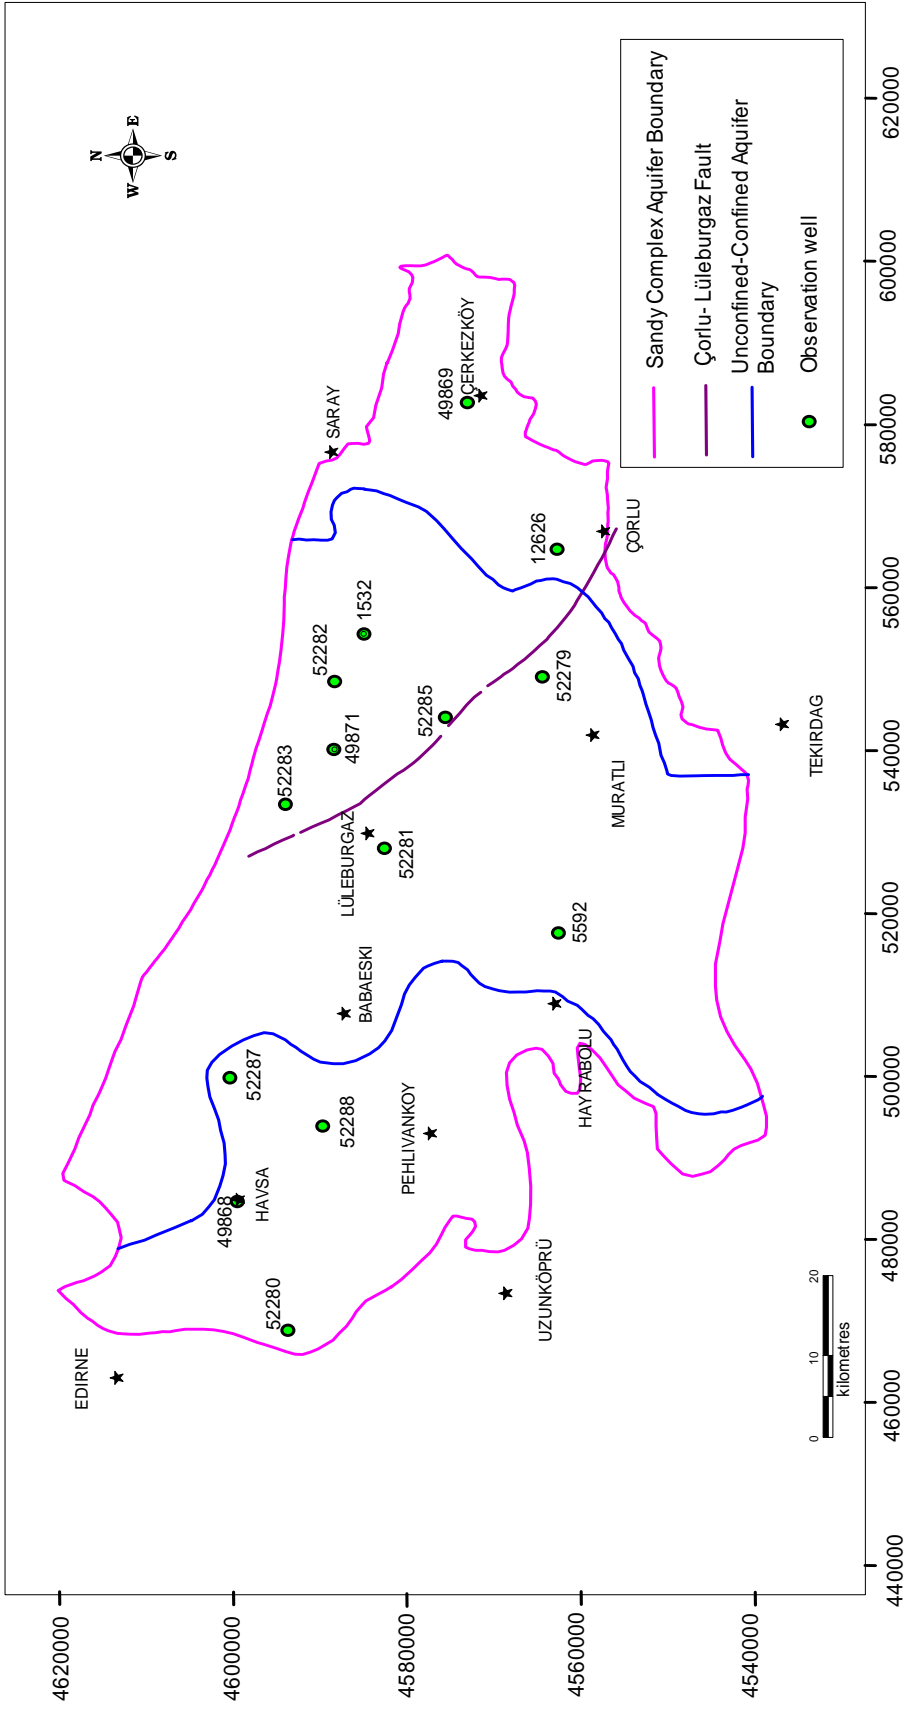 N
W
E
S
EDIRNE
SARAY
52280
49868
HAVSA
52287
52288
PEHLIVANKOY
UZUNKÖPRÜ
BABAESKI
HAY RABOLU
5592
LÜLEBURGAZ
52281
52283
49871
52282
1532
52285
52279
MURATLI
TEKIRDAG
12626
ÇORLU
49869
ÇERKEZKÖY
Sandy Complex Aquifer Boundary
Çorlu- Lüleburgaz Fault
Unconfined-Confined Aquifer
Boundary
Observation well
0
10
20
kilometres
4620000
4600000
4580000
4560000
4540000
440000
460000
480000
500000
520000
540000
560000
580000
600000
620000